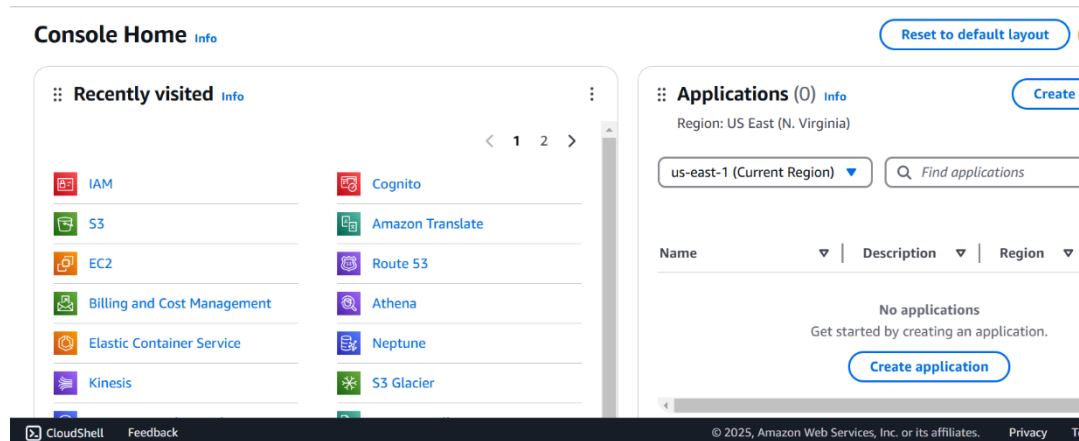 Console Home Info
Reset to default layout
Recently visited Info
1 2
IAM
S3
EC2
Billing and Cost Management
Elastic Container Service
Kinesis
Cognito
Amazon Translate
Route 53
Athena
Neptune
S3 Glacier
Applications (0) Info
Create
Region: US East (N. Virginia)
us-east-1 (Current Region)
Find applications
Name Description Region
No applications
Get started by creating an application.
Create application
CloudShell Feedback
© 2025, Amazon Web Services, Inc. or its affiliates. Privacy